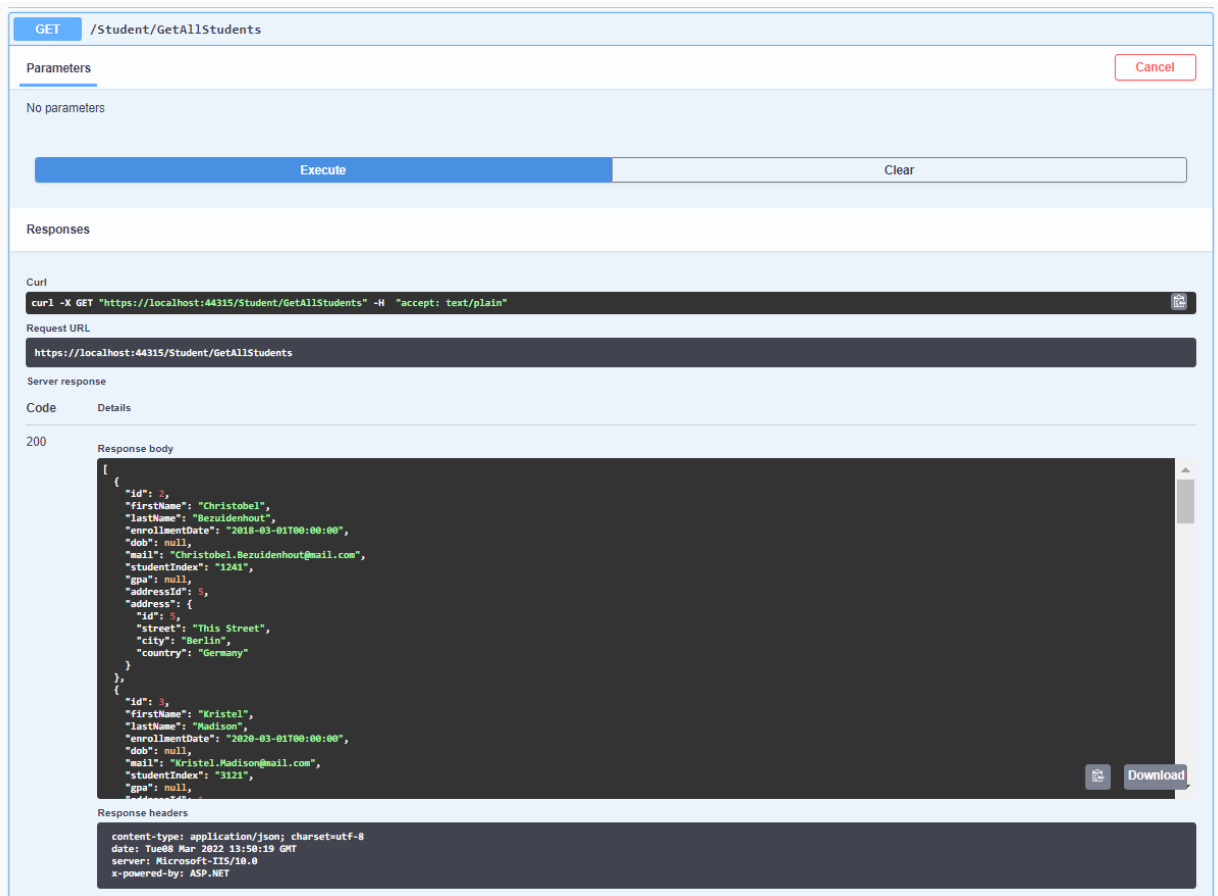 GET /Student/GetAllStudents
Parameters
Cancel
No parameters
Execute
Clear
Responses
Curl
curl -X GET "https://localhost:44315/Student/GetAllStudents" -H  "accept: text/plain"
Request URL
https://localhost:44315/Student/GetAllStudents
Server response
Code Details
200
Response body
[
  {
    "id": 2,
    "firstName": "Christobel",
    "lastName": "Bezuidenhout",
    "enrollmentDate": "2018-03-01T00:00:00",
    "dob": null,
    "mail": "Christobel.Bezuidenhout@mail.com",
    "studentIndex": "1241",
    "gpa": null,
    "addressId": 5,
    "address": {
      "id": 5,
      "street": "This Street",
      "city": "Berlin",
      "country": "Germany"
    }
  },
  {
    "id": 3,
    "firstName": "Kristel",
    "lastName": "Madison",
    "enrollmentDate": "2020-03-01T00:00:00",
    "dob": null,
    "mail": "Kristel.Madison@mail.com",
    "studentIndex": "3121",
    "gpa": null,
Download
Response headers
content-type: application/json; charset=utf-8
date: Tue08 Mar 2022 13:50:19 GMT
server: Microsoft-IIS/10.0
x-powered-by: ASP.NET